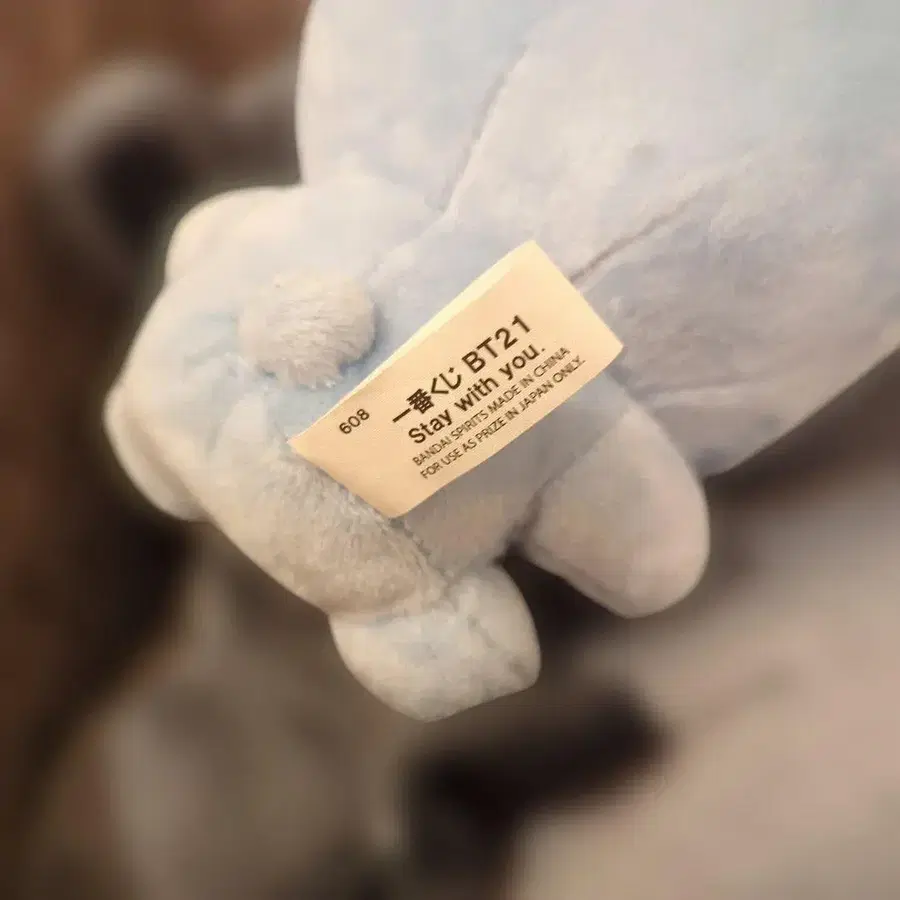 608
一番くじ BT21
Stay with you.
BANDAI SPIRITS MADE IN CHINA
FOR USE AS PRIZE IN JAPAN ONLY.